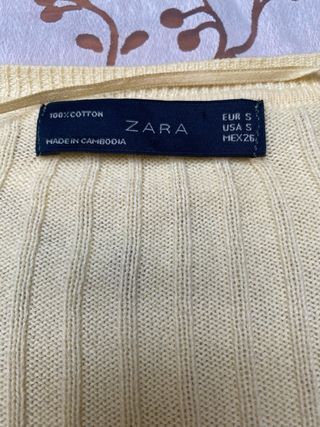 100% COTTON
MADE IN CAMBODIA
ZARA
EUR S
USA S
MEX 26